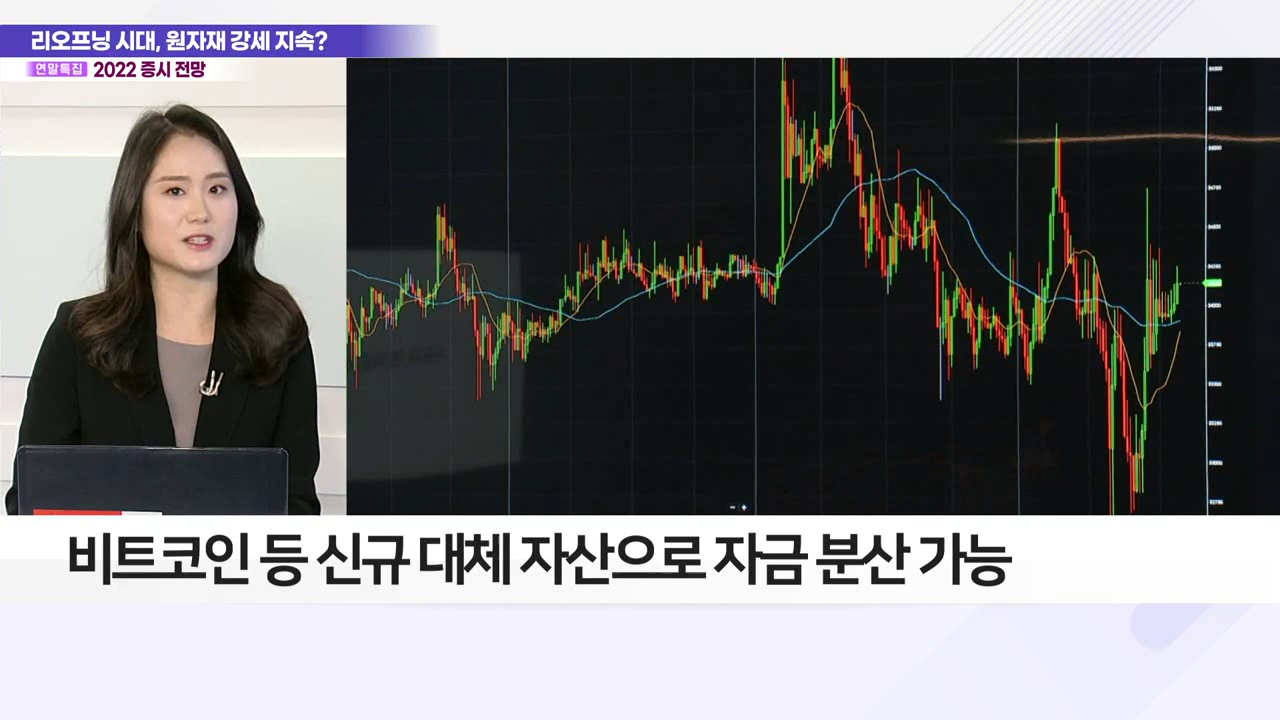 리오프닝 시대, 원자재 강세 지속?
연말특집 2022 증시 전망
비트코인 등 신규 대체 자산으로 자금 분산 가능